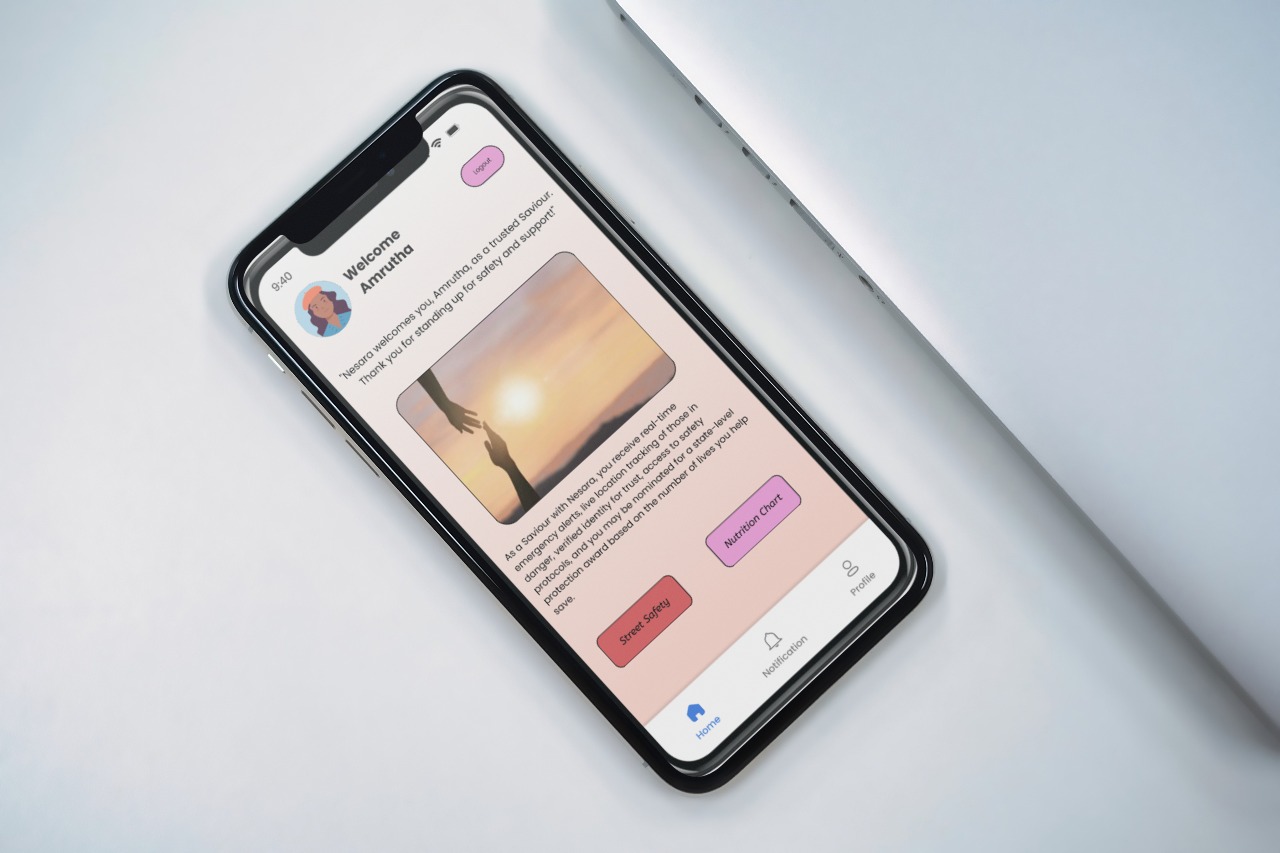 9:40
Logout
Welcome
Amrutha
"Nesara welcomes you, Amrutha, as a trusted Saviour.
Thank you for standing up for safety and support!"
As a Saviour with Nesara, you receive real-time
emergency alerts, live location tracking of those in
danger, verified identity for trust, access to safety
protocols, and you may be nominated for a state-level
protection award based on the number of lives you help
save.
Street Safety
Nutrition Chart
Home
Notification
Profile